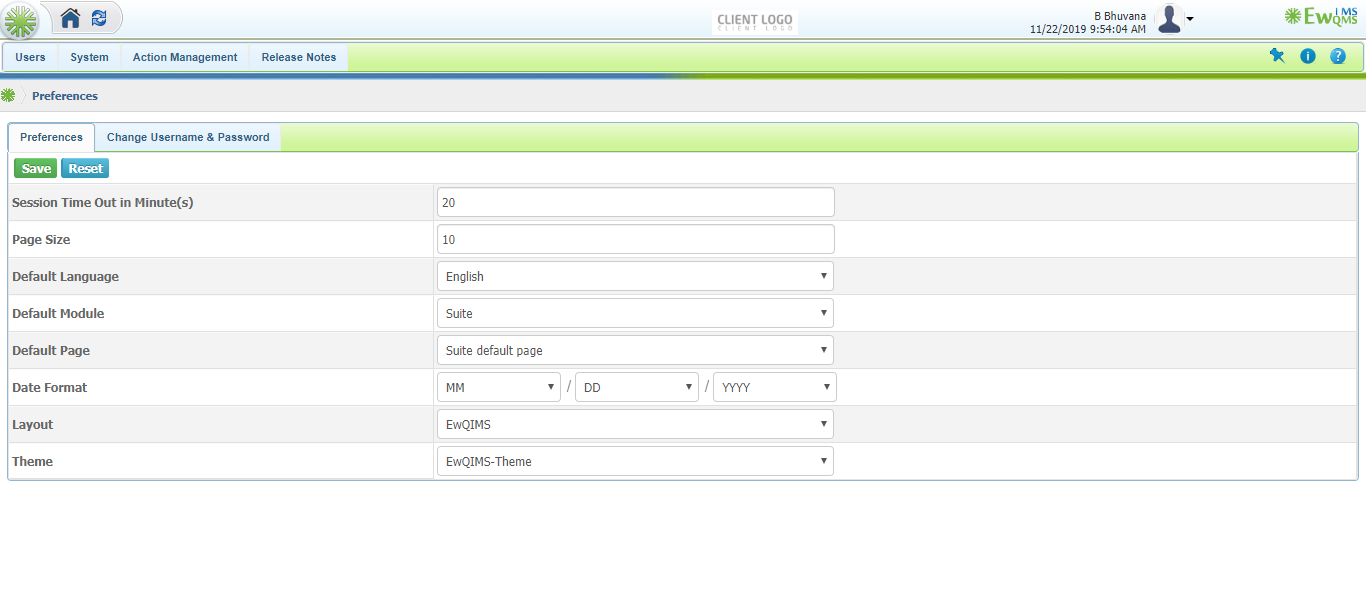 CLIENT LOGO
CLIENT LOGO
B Bhuvana
11/22/2019 9:54:04 AM
EwQIMS
QMS
Users System Action Management Release Notes
Preferences
Preferences Change Username & Password
Save Reset
Session Time Out in Minute(s) 20
Page Size 10
Default Language English
Default Module Suite
Default Page Suite default page
Date Format MM / DD / YYYY
Layout EwQIMS
Theme EwQIMS-Theme